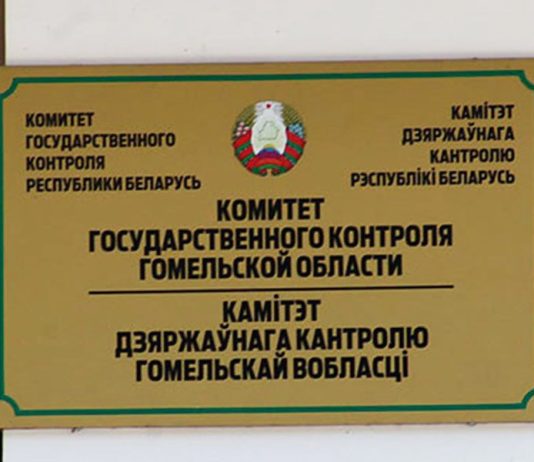 КОМИТЕТ
ГОСУДАРСТВЕННОГО
КОНТРОЛЯ
РЕСПУБЛИКИ БЕЛАРУСЬ
КАМІТЭТ
ДЗЯРЖАЎНАГА
КАНТРОЛЮ
РЭСПУБЛІКІ БЕЛАРУСЬ
КОМИТЕТ
ГОСУДАРСТВЕННОГО КОНТРОЛЯ
ГОМЕЛЬСКОЙ ОБЛАСТИ
КАМІТЭТ
ДЗЯРЖАЎНАГА КАНТРОЛЮ
ГОМЕЛЬСКАЙ ВОБЛАСЦІ